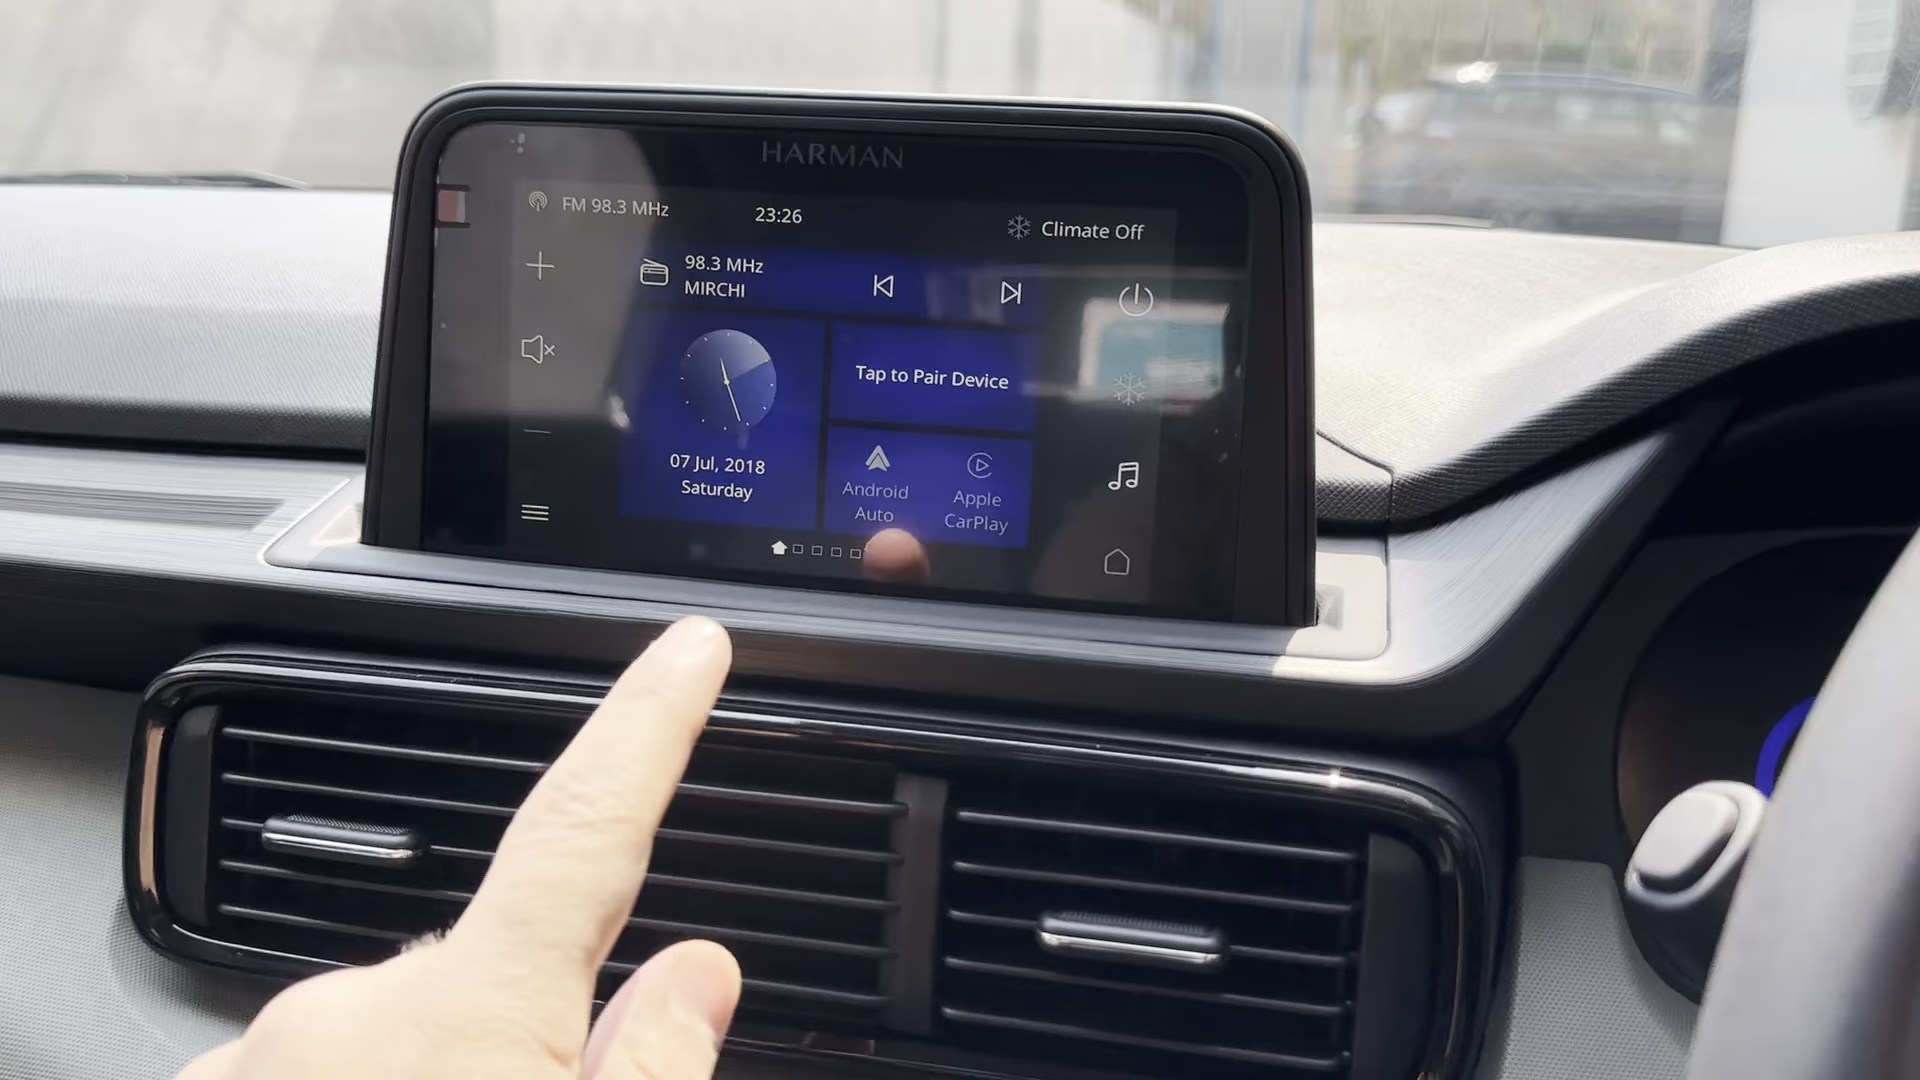 HARMAN
FM 98.3 MHz
23:26
Climate Off
98.3 MHz
MIRCHI
Tap to Pair Device
07 Jul, 2018
Saturday
Android
Auto
Apple
CarPlay